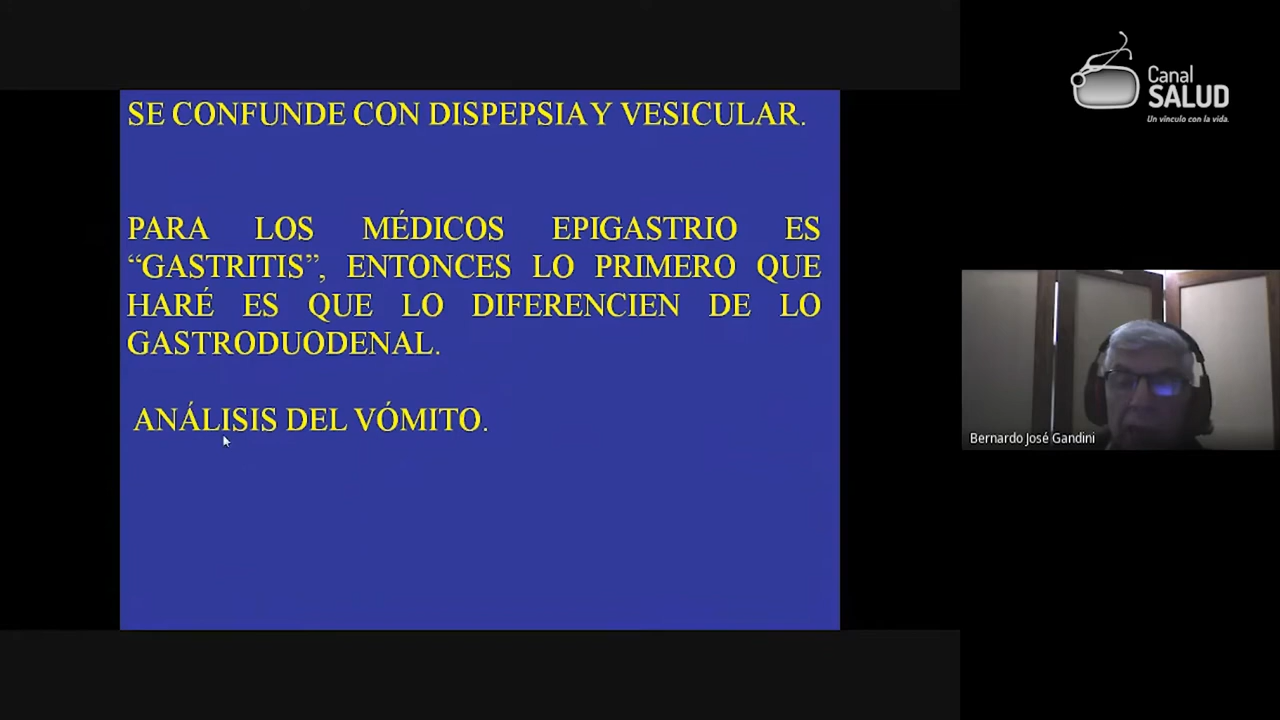 SE CONFUNDE CON DISPEPSIA Y VESICULAR.
PARA LOS MÉDICOS EPIGASTRIO ES
“GASTRITIS”, ENTONCES LO PRIMERO QUE
HARÉ ES QUE LO DIFERENCIEN DE LO
GASTRODUODENAL.
ANÁLISIS DEL VÓMITO.
Canal
SALUD
Un vínculo con la vida.
Bernardo José Gandini